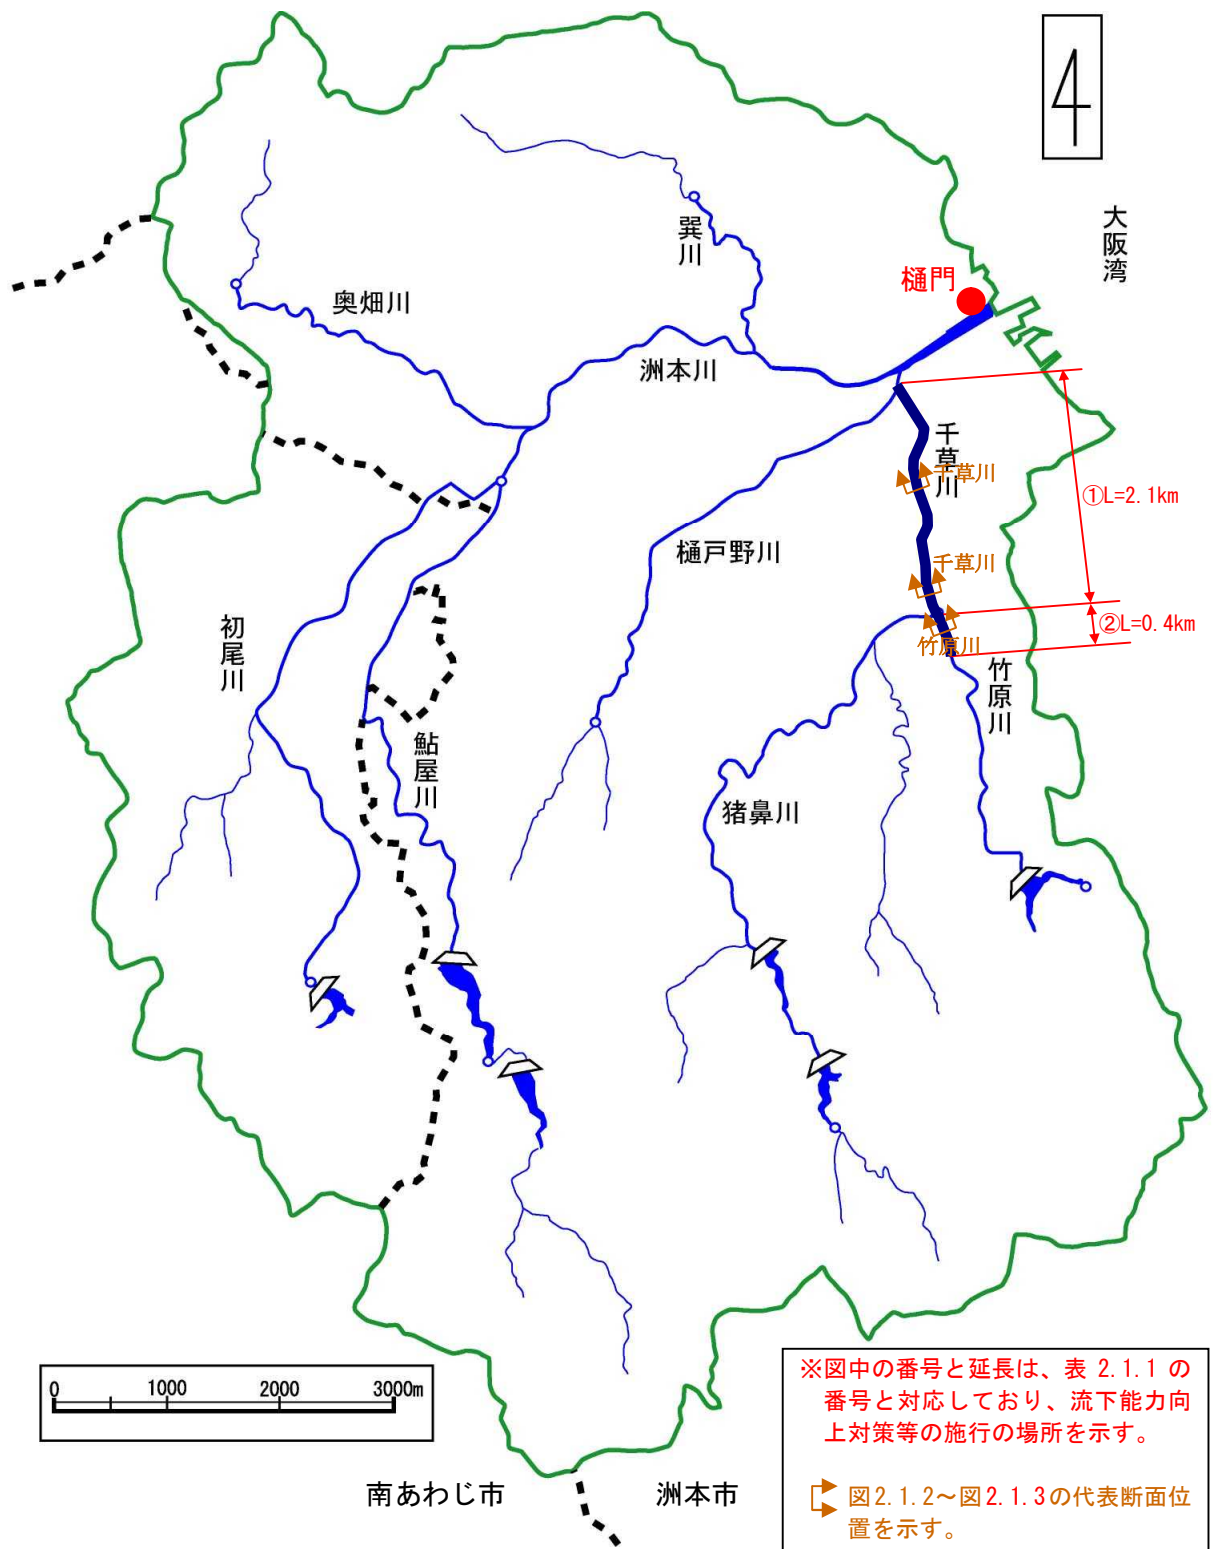 大阪湾
巽川
樋門
奥畑川
洲本川
千草川
千草川
①L=2.1km
樋戸野川
千草川
②L=0.4km
初尾川
竹原川
竹原川
鮎屋川
猪鼻川
※図中の番号と延長は、表 2.1.1 の
番号と対応しており、流下能力向
上対策等の施行の場所を示す。
0 1000 2000 3000m
図2.1.2～図2.1.3の代表断面位
置を示す。
南あわじ市
洲本市